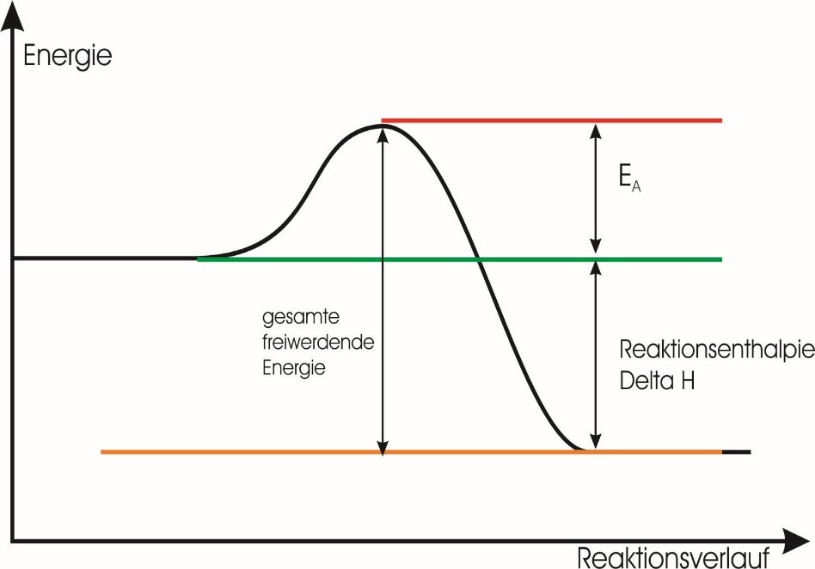 Energie
E_A
gesamte
freiwerdende
Energie
Reaktionsenthalpie
Delta H
Reaktionsverlauf